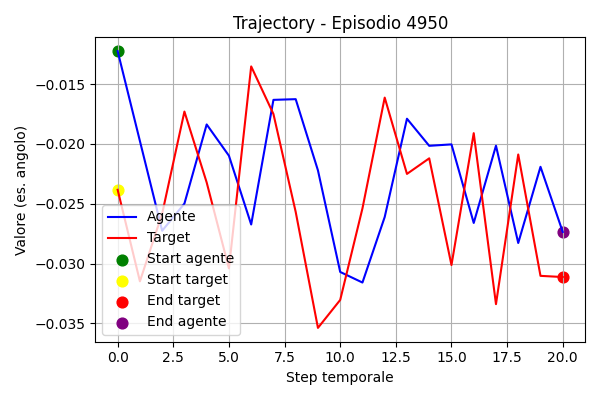 Trajectory - Episodio 4950
Valore (es. angolo)
−0.015
−0.020
−0.025
−0.030
−0.035
Agente
Target
Start agente
Start target
End target
End agente
0.0 2.5 5.0 7.5 10.0 12.5 15.0 17.5 20.0
Step temporale